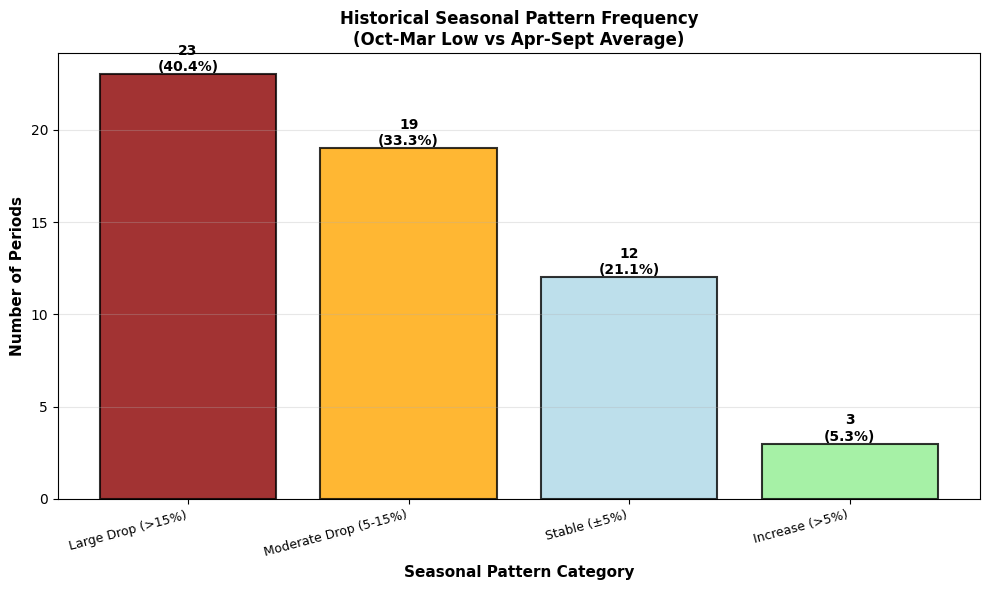 Historical Seasonal Pattern Frequency
(Oct-Mar Low vs Apr-Sept Average)
23
(40.4%)
19
(33.3%)
12
(21.1%)
3
(5.3%)
Number of Periods
20
15
10
5
0
Large Drop (>15%)
Moderate Drop (5-15%)
Stable (±5%)
Increase (>5%)
Seasonal Pattern Category